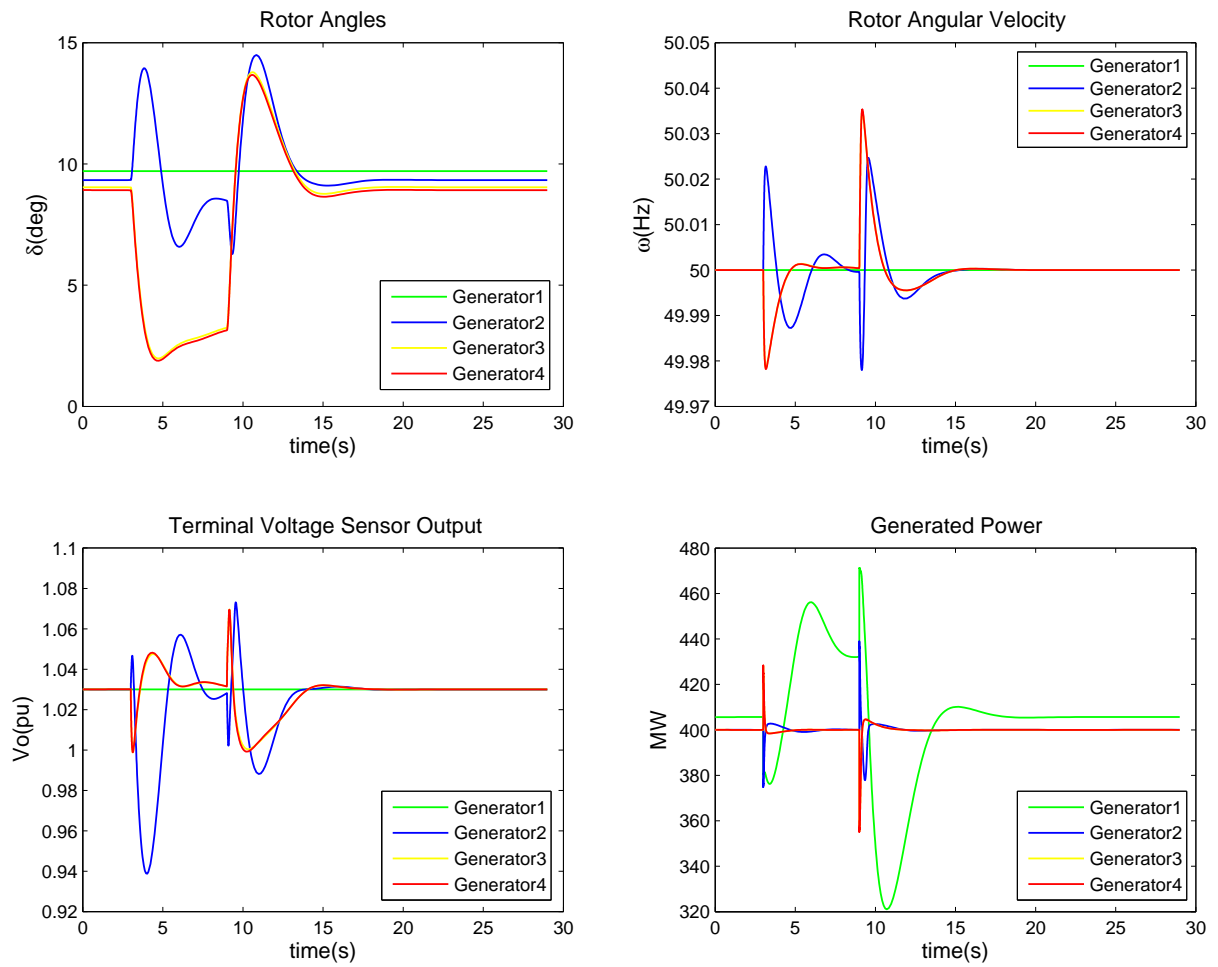 Rotor Angles
15
10
5
0
δ(deg)
0 5 10 15 20 25 30
time(s)
Generator1
Generator2
Generator3
Generator4
Rotor Angular Velocity
50.05
50.04
50.03
50.02
50.01
50
49.99
49.98
49.97
ω(Hz)
0 5 10 15 20 25 30
time(s)
Generator1
Generator2
Generator3
Generator4
Terminal Voltage Sensor Output
1.1
1.08
1.06
1.04
1.02
1
0.98
0.96
0.94
0.92
Vo(pu)
0 5 10 15 20 25 30
time(s)
Generator1
Generator2
Generator3
Generator4
Generated Power
480
460
440
420
400
380
360
340
320
MW
0 5 10 15 20 25 30
time(s)
Generator1
Generator2
Generator3
Generator4